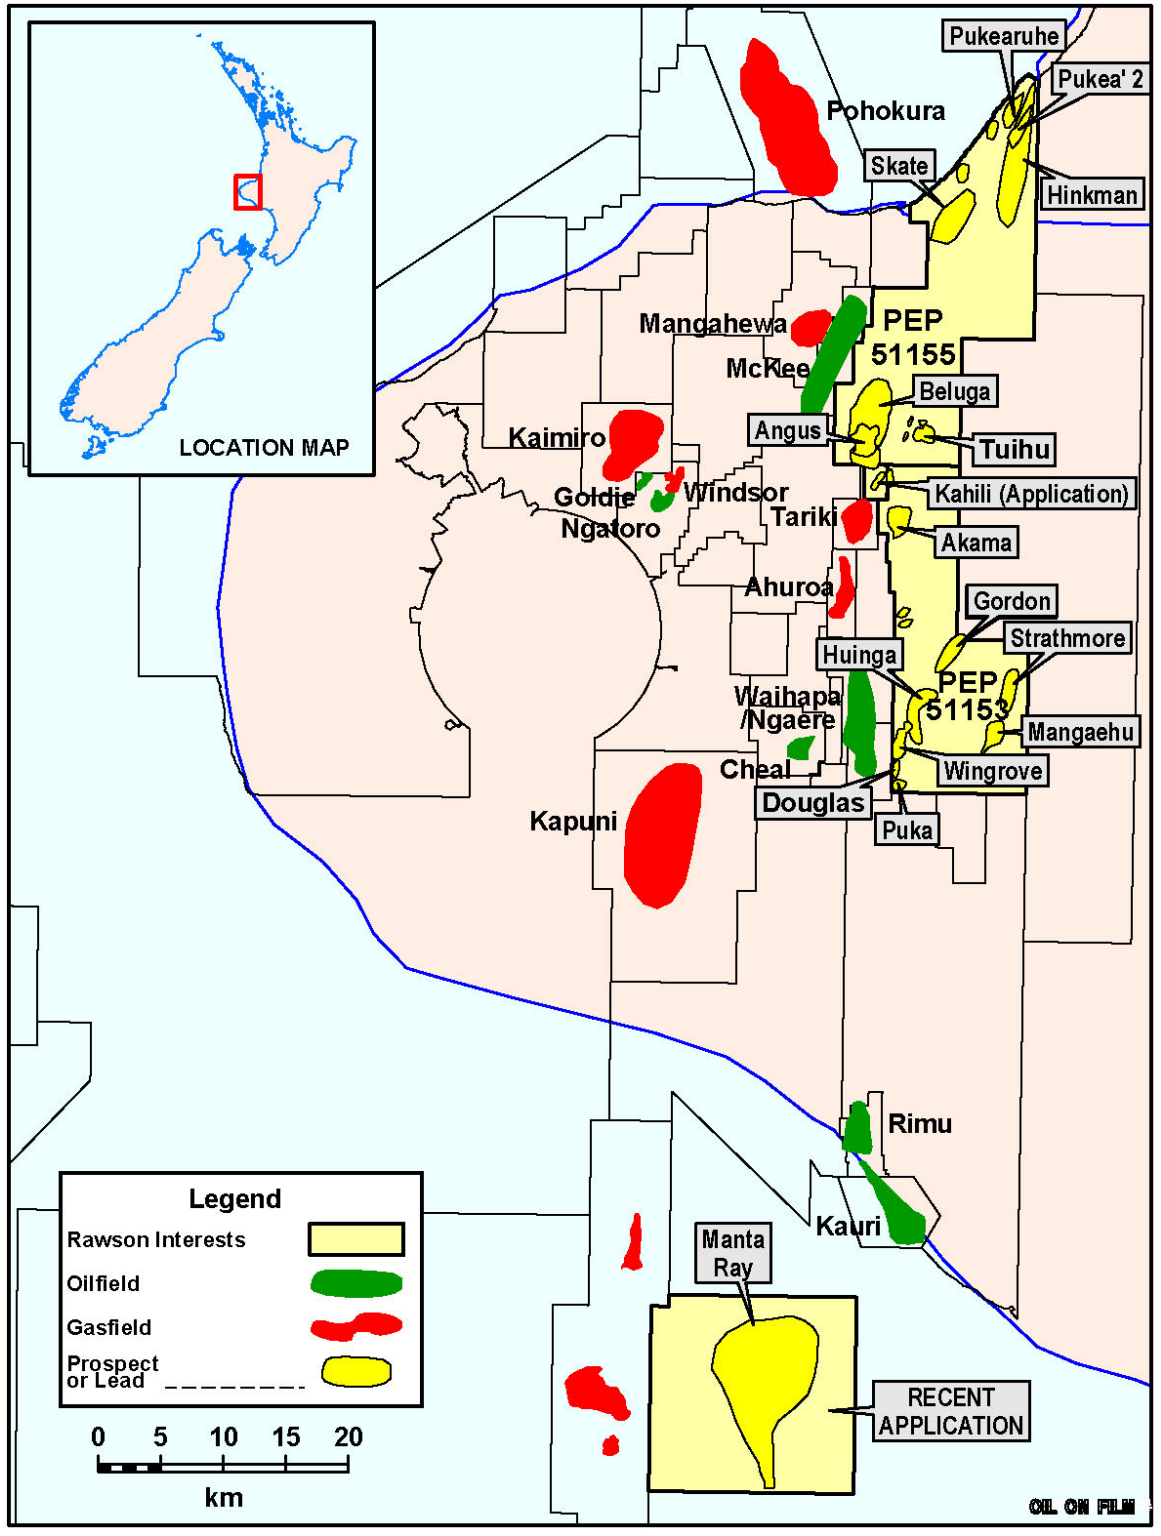 Pukearuhe
Pukea' 2
Pohokura
Skate
Hinkman
Mangahewa
PEP
51155
McKee
Beluga
Angus
Kaimiro
Tuihu
LOCATION MAP
Goldie
Windsor
Kahili (Application)
Ngatoro
Tariki
Akama
Ahuroa
Gordon
Strathmore
Huinga
PEP
51153
Waihapa
/Ngaere
Mangaehu
Cheal
Wingrove
Douglas
Kapuni
Puka
Rimu
Kauri
Legend
Rawson Interests
Oilfield
Gasfield
Prospect
or Lead
Manta
Ray
RECENT
APPLICATION
0 5 10 15 20
km
OIL ON FILM